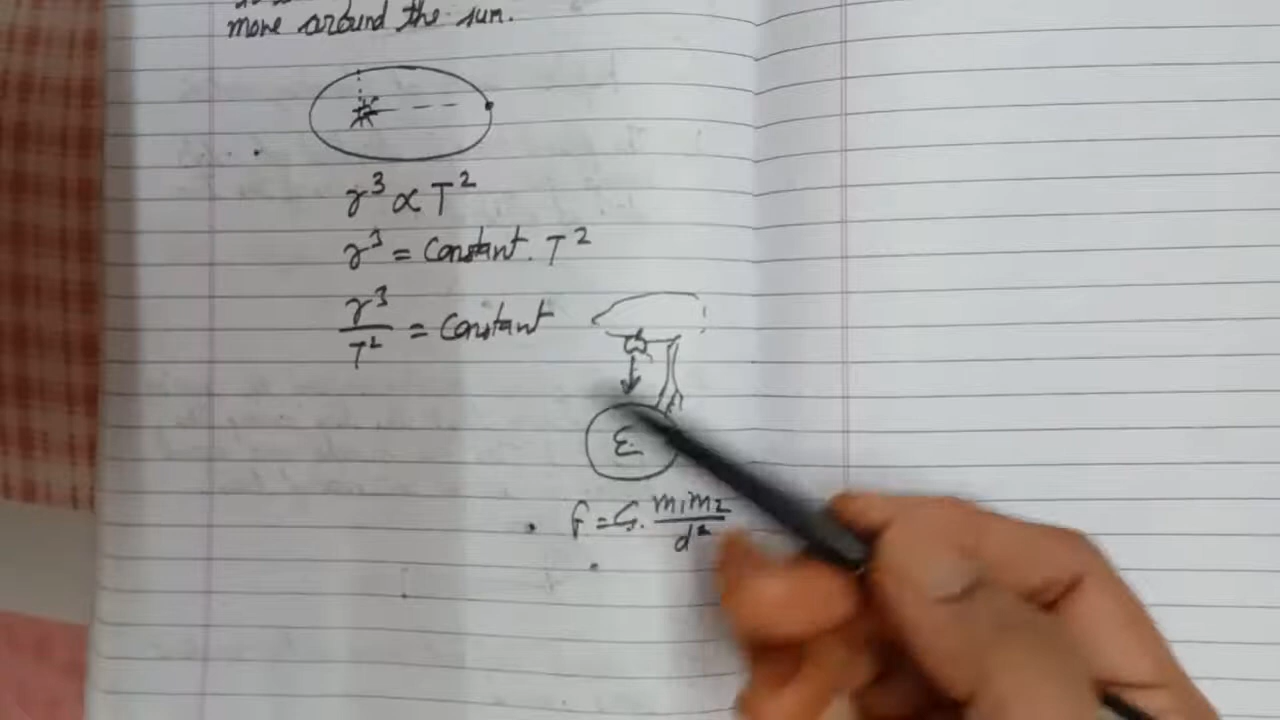 move around the sun.
r³ ∝ T²
r³ = Constant. T²
r³/T² = Constant
E
F = G. m₁m₂/d²